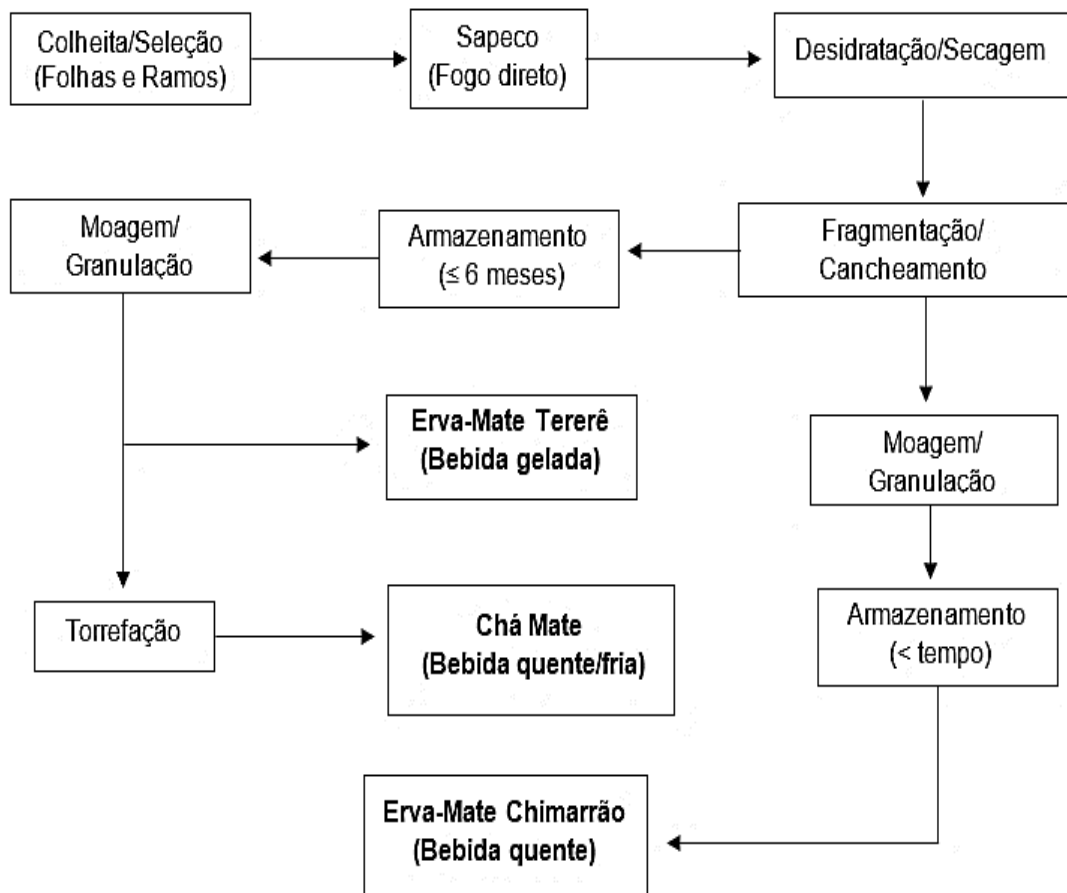 Colheita/Seleção
(Folhas e Ramos)
Sapeco
(Fogo direto)
Desidratação/Secagem
Moagem/
Granulação
Armazenamento
(≤ 6 meses)
Fragmentação/
Cancheamento
Erva-Mate Tererê
(Bebida gelada)
Moagem/
Granulação
Torrefação
Chá Mate
(Bebida quente/fria)
Armazenamento
(< tempo)
Erva-Mate Chimarrão
(Bebida quente)